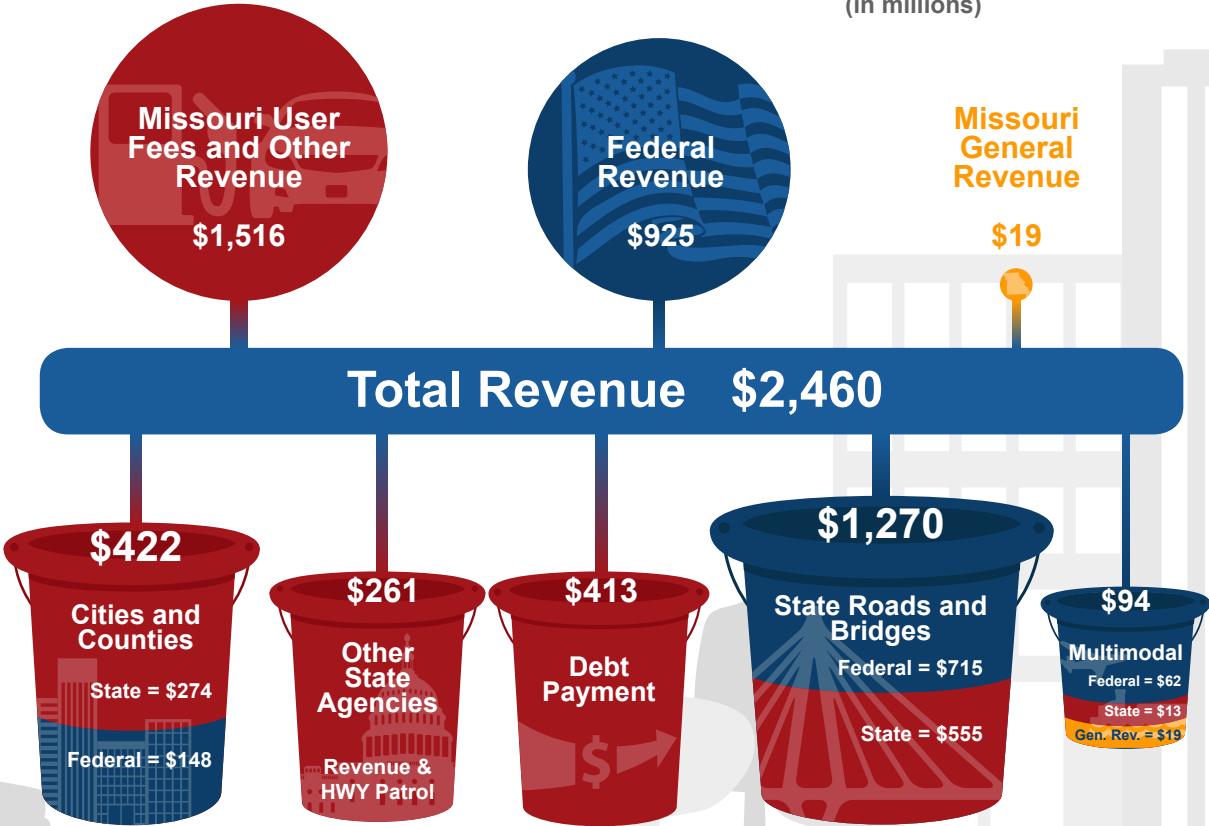 (in millions)
Missouri User
Fees and Other
Revenue
$1,516
Federal
Revenue
$925
Missouri
General
Revenue
$19
Total Revenue $2,460
$422
Cities and
Counties
State = $274
Federal = $148
$261
Other
State
Agencies
Revenue &
HWY Patrol
$413
Debt
Payment
$
$1,270
State Roads and
Bridges
Federal = $715
State = $555
$94
Multimodal
Federal = $62
State = $13
Gen. Rev. = $19